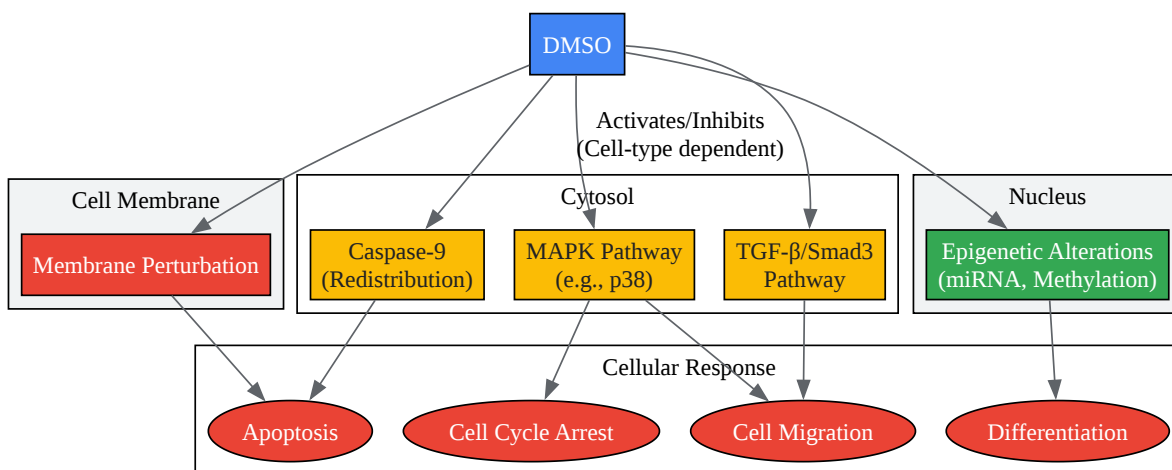 DMSO
Activates/Inhibits
(Cell-type dependent)
Cell Membrane
Cytosol
Nucleus
Membrane Perturbation
Caspase-9
(Redistribution)
MAPK Pathway
(e.g., p38)
TGF-β/Smad3
Pathway
Epigenetic Alterations
(miRNA, Methylation)
Cellular Response
Apoptosis
Cell Cycle Arrest
Cell Migration
Differentiation